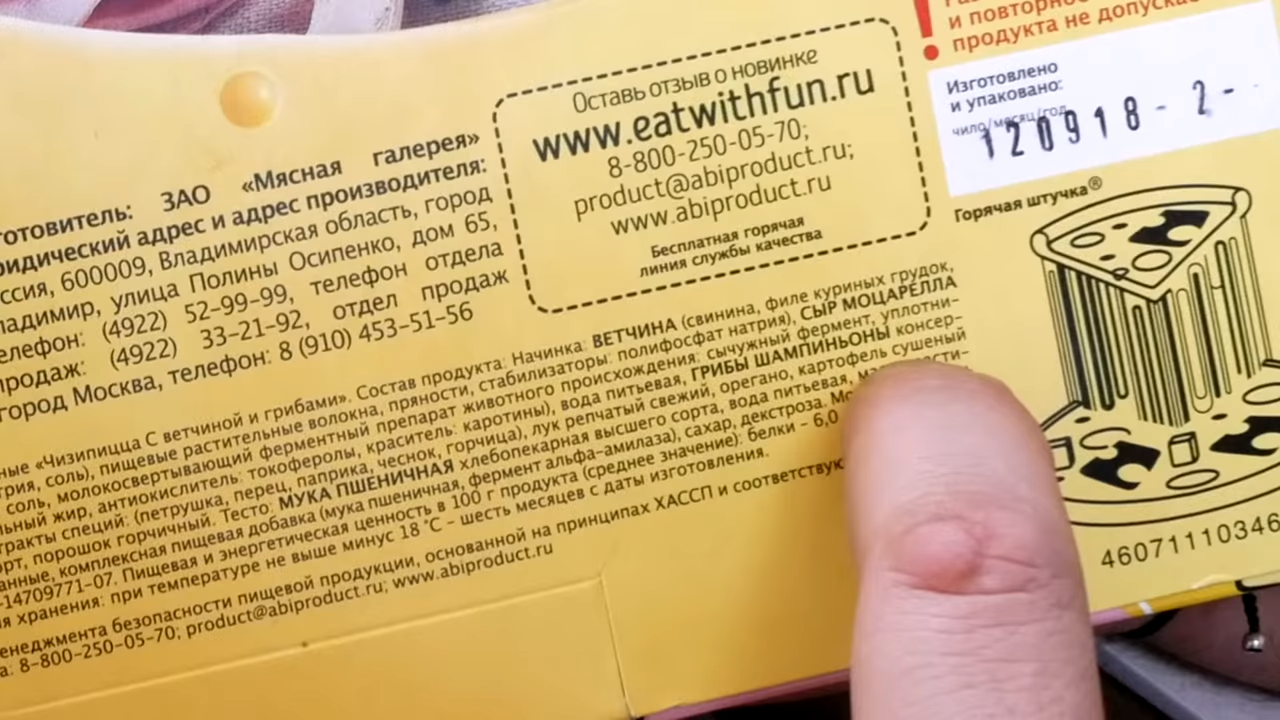 и повторное
продукта не допускае
Оставь отзыв о новинке
www.eatwithfun.ru
8-800-250-05-70;
product@abiproduct.ru;
www.abiproduct.ru
Бесплатная горячая
линия службы качества
Изготовлено
и упаковано:
число/месяц/год
120918- 2-
Горячая штучка®
готовитель: ЗАО «Мясная галерея»
ридический адрес и адрес производителя:
ссия, 600009, Владимирская область, город
ладимир, улица Полины Осипенко, дом 65,
елефон: (4922) 52-99-99, телефон отдела
продаж: (4922) 33-21-92, отдел продаж
город Москва, телефон: 8 (910) 453-51-56
ные «Чизипицца С ветчиной и грибами». Состав продукта: Начинка: ВЕТЧИНА (свинина, филе куриных грудок,
трия, соль), пищевые растительные волокна, пряности, стабилизаторы: полифосфат натрия), СЫР МОЦАРЕЛЛА
соль, молокосвертывающий ферментный препарат животного происхождения: сычужный фермент, уплотни-
льный жир, антиокислитель: токоферолы, краситель: каротины), вода питьевая, ГРИБЫ ШАМПИНЬОНЫ консер-
тракты специй: (петрушка, перец, паприка, чеснок, горчица), лук репчатый свежий, орегано, картофель сушеный
орт, порошок горчичный. Тесто: МУКА ПШЕНИЧНАЯ хлебопекарная высшего сорта, вода питьевая,
анные, комплексная пищевая добавка (мука пшеничная, фермент альфа-амилаза), сахар, декстроза.
-14709771-07. Пищевая и энергетическая ценность в 100 г продукта (среднее значение): белки – 6,0
я хранения: при температуре не выше минус 18 °С – шесть месяцев с даты изготовления.
енеджмента безопасности пищевой продукции, основанной на принципах ХАССП и соответствую
а: 8-800-250-05-70; product@abiproduct.ru; www.abiproduct.ru
46071110346